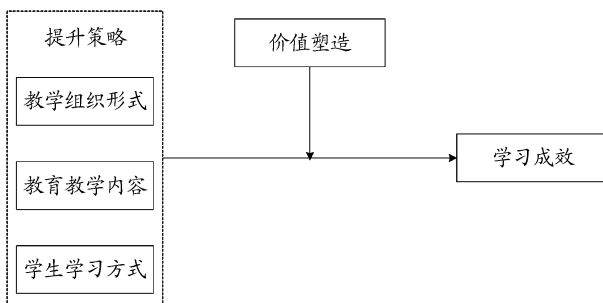 提升策略
教学组织形式
教育教学内容
学生学习方式
价值塑造
学习成效